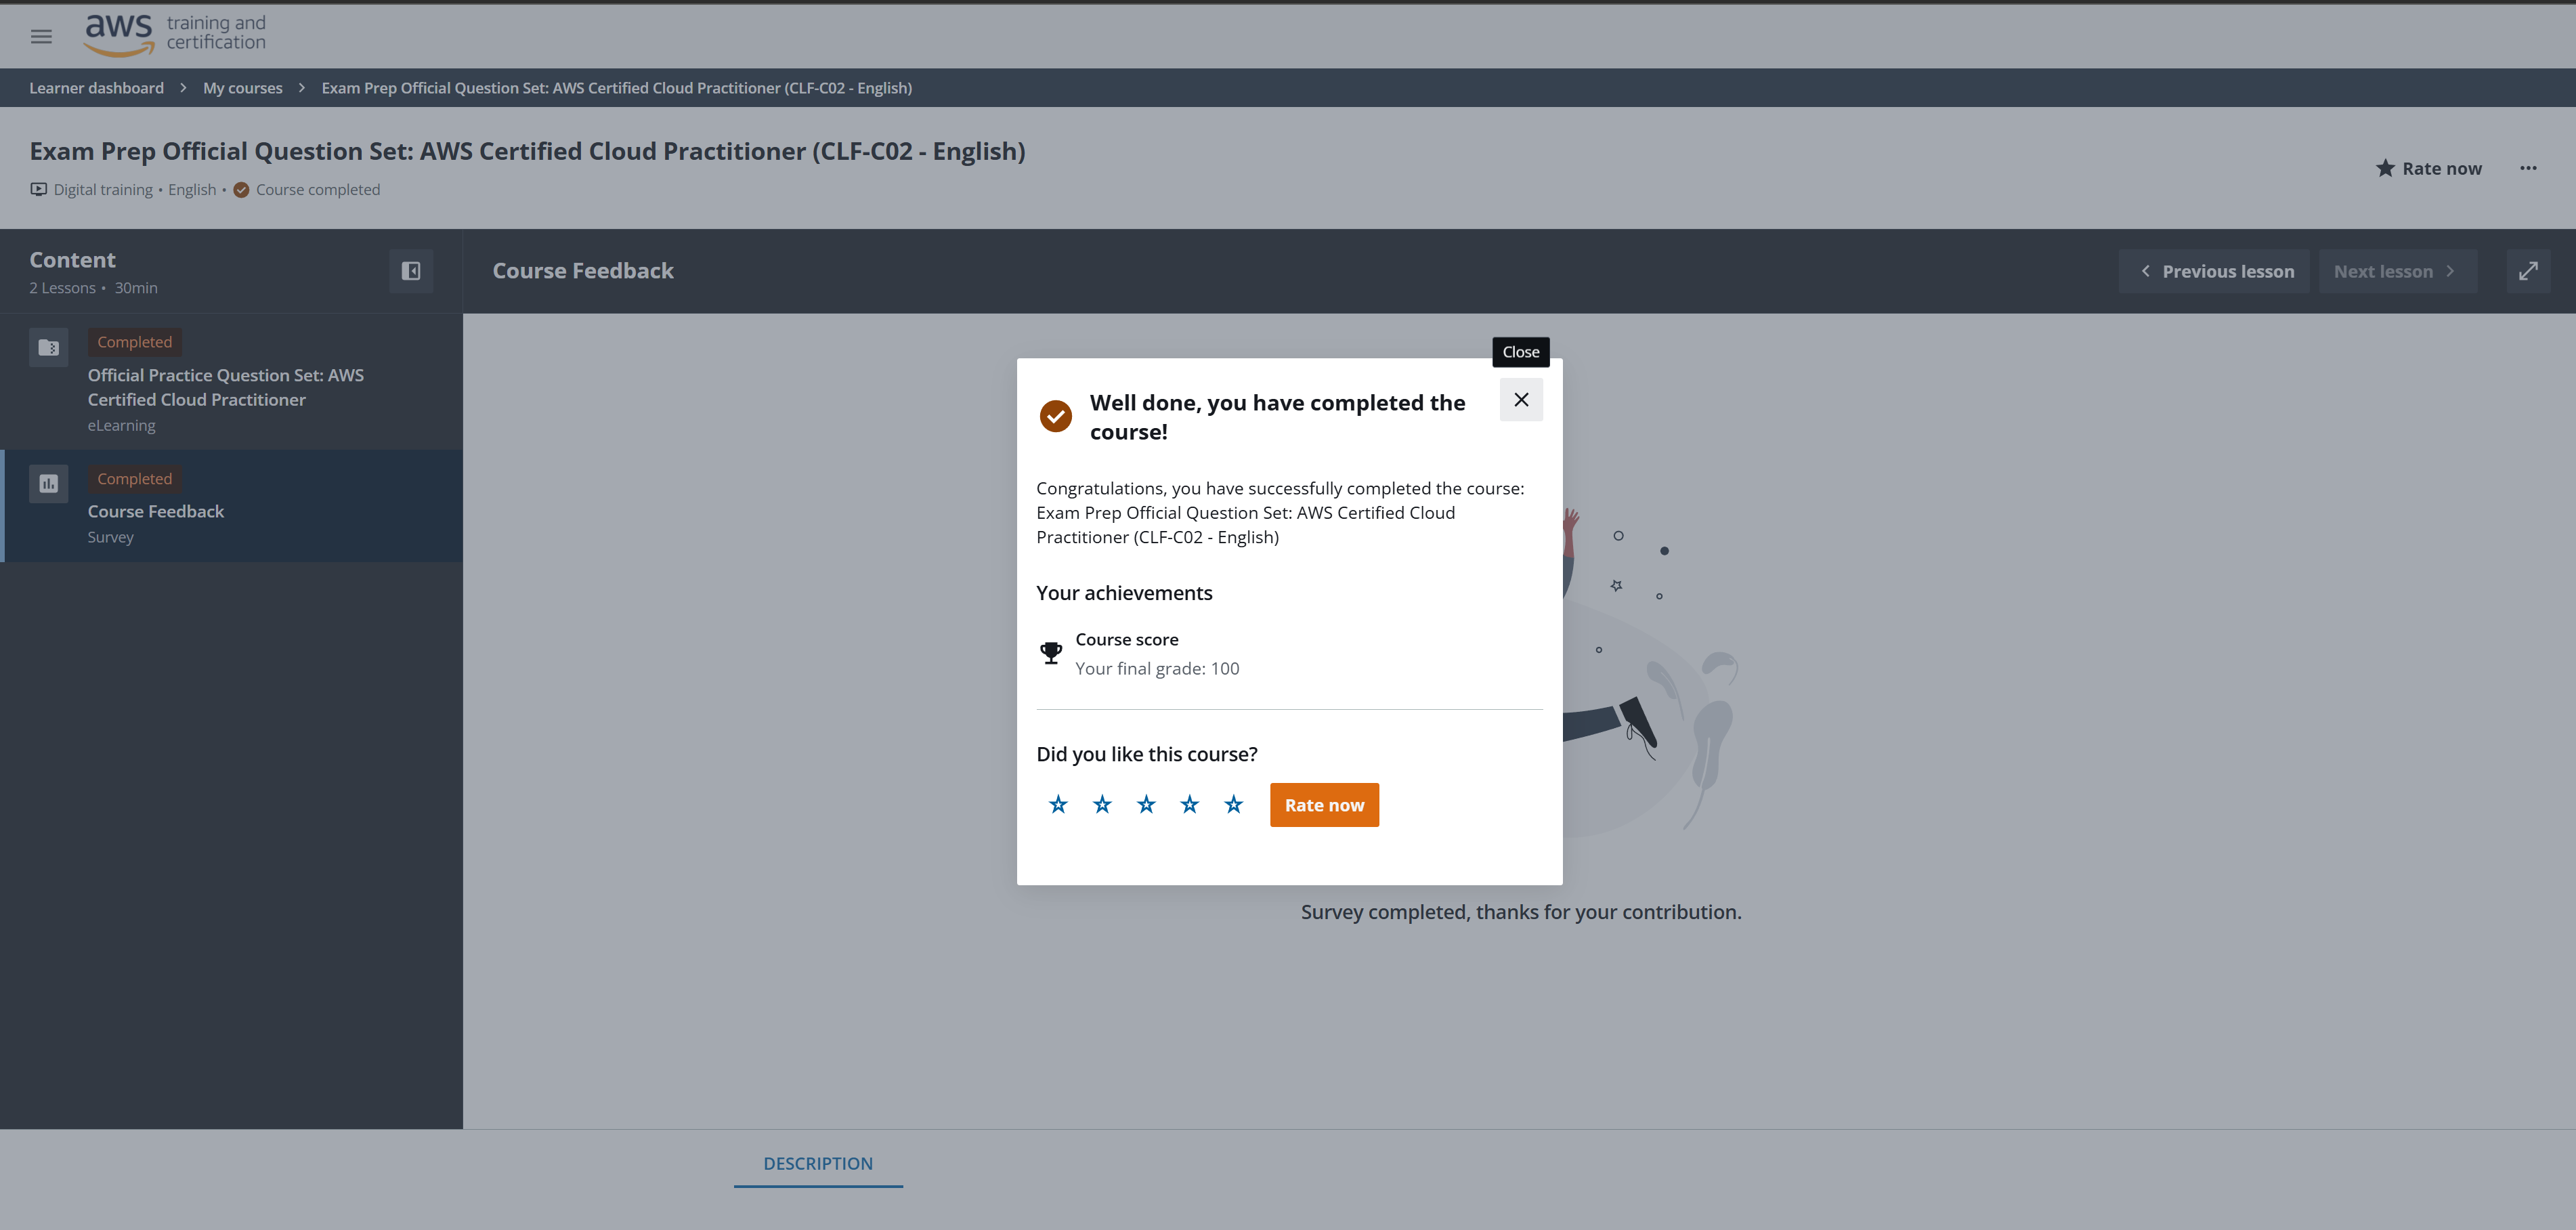 aws training and
certification
Learner dashboard > My courses > Exam Prep Official Question Set: AWS Certified Cloud Practitioner (CLF-C02 - English)
Exam Prep Official Question Set: AWS Certified Cloud Practitioner (CLF-C02 - English)
Digital training • English • Course completed
Rate now
Content
2 Lessons • 30min
Course Feedback
Previous lesson
Next lesson
Completed
Official Practice Question Set: AWS
Certified Cloud Practitioner
eLearning
Completed
Course Feedback
Survey
Close
Well done, you have completed the
course!
Congratulations, you have successfully completed the course:
Exam Prep Official Question Set: AWS Certified Cloud
Practitioner (CLF-C02 - English)
Your achievements
Course score
Your final grade: 100
Did you like this course?
Rate now
Survey completed, thanks for your contribution.
DESCRIPTION